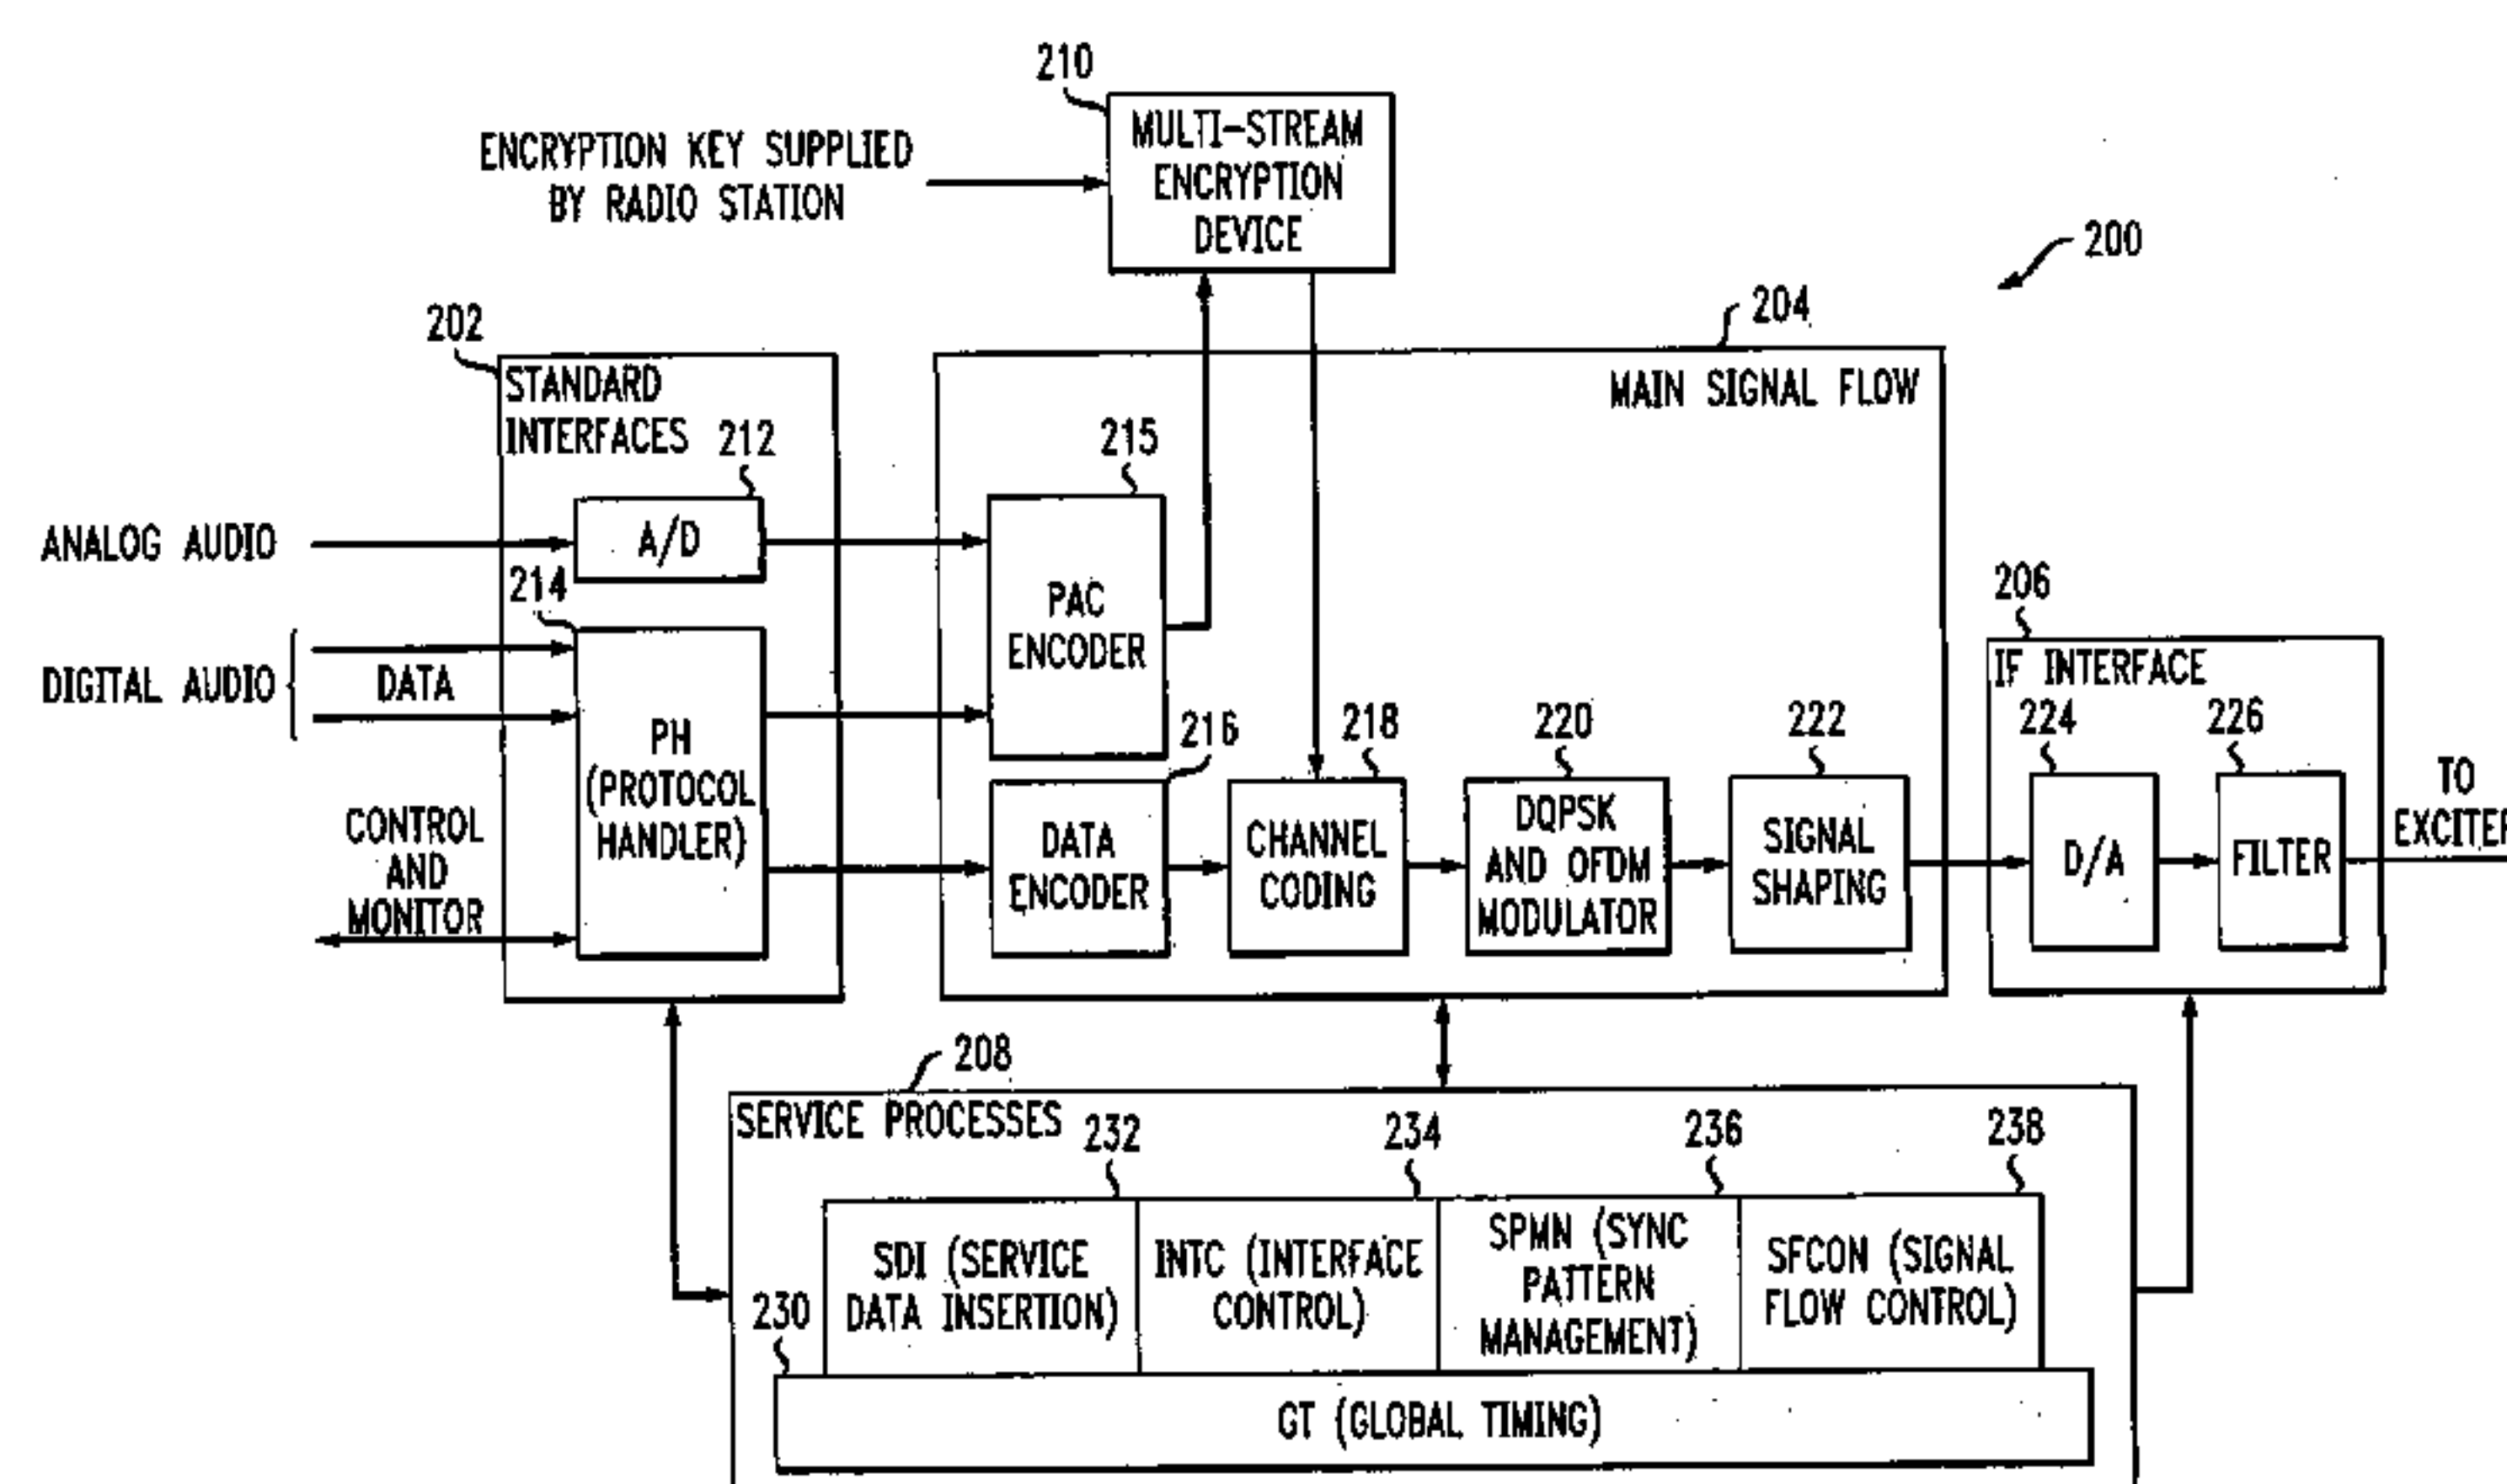 210
MULTI-STREAM
ENCRYPTION
DEVICE
ENCRYPTION KEY SUPPLIED
BY RADIO STATION
200
202
204
STANDARD
INTERFACES
MAIN SIGNAL FLOW
212
215
ANALOG AUDIO
A/D
214
PAC
ENCODER
206
IF INTERFACE
DIGITAL AUDIO
DATA
PH
(PROTOCOL
HANDLER)
216
218
220
222
224
226
CONTROL
AND
MONITOR
DATA
ENCODER
CHANNEL
CODING
DQPSK
AND OFDM
MODULATOR
SIGNAL
SHAPING
D/A
FILTER
TO
EXCITER
208
SERVICE PROCESSES
232
234
236
238
SDI (SERVICE
DATA INSERTION)
INTC (INTERFACE
CONTROL)
SPMN (SYNC
PATTERN
MANAGEMENT)
SFCON (SIGNAL
FLOW CONTROL)
230
GT (GLOBAL TIMING)